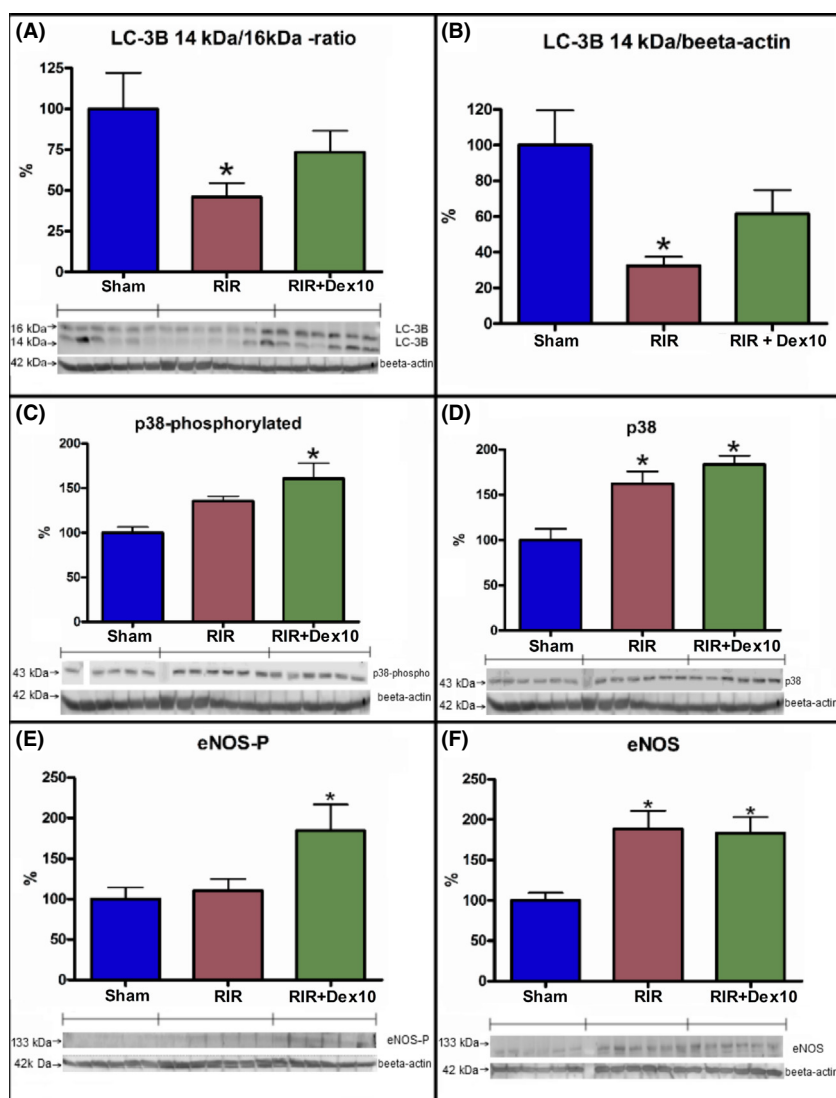 (A)
LC-3B 14 kDa/16kDa -ratio
125
100
75
50
25
0
%
*
Sham RIR RIR+Dex10
16 kDa→ LC-3B
14 kDa→ LC-3B
42 kDa→ beeta-actin
(B)
LC-3B 14 kDa/beeta-actin
120
100
80
60
40
20
0
%
*
Sham RIR RIR + Dex10
(C)
p38-phosphorylated
200
150
100
50
0
%
*
Sham RIR RIR+Dex10
43 kDa→ p38-phospho
42 kDa→ beeta-actin
(D)
p38
200
150
100
50
0
%
* *
Sham RIR RIR+Dex10
43 kDa→ p38
42 kDa→ beeta-actin
(E)
eNOS-P
250
200
150
100
50
0
%
*
Sham RIR RIR+Dex10
133 kDa→ eNOS-P
42k Da→ beeta-actin
(F)
eNOS
250
200
150
100
50
0
%
* *
Sham RIR RIR+Dex10
133 kDa→ eNOS
42 kDa→ beeta-actin